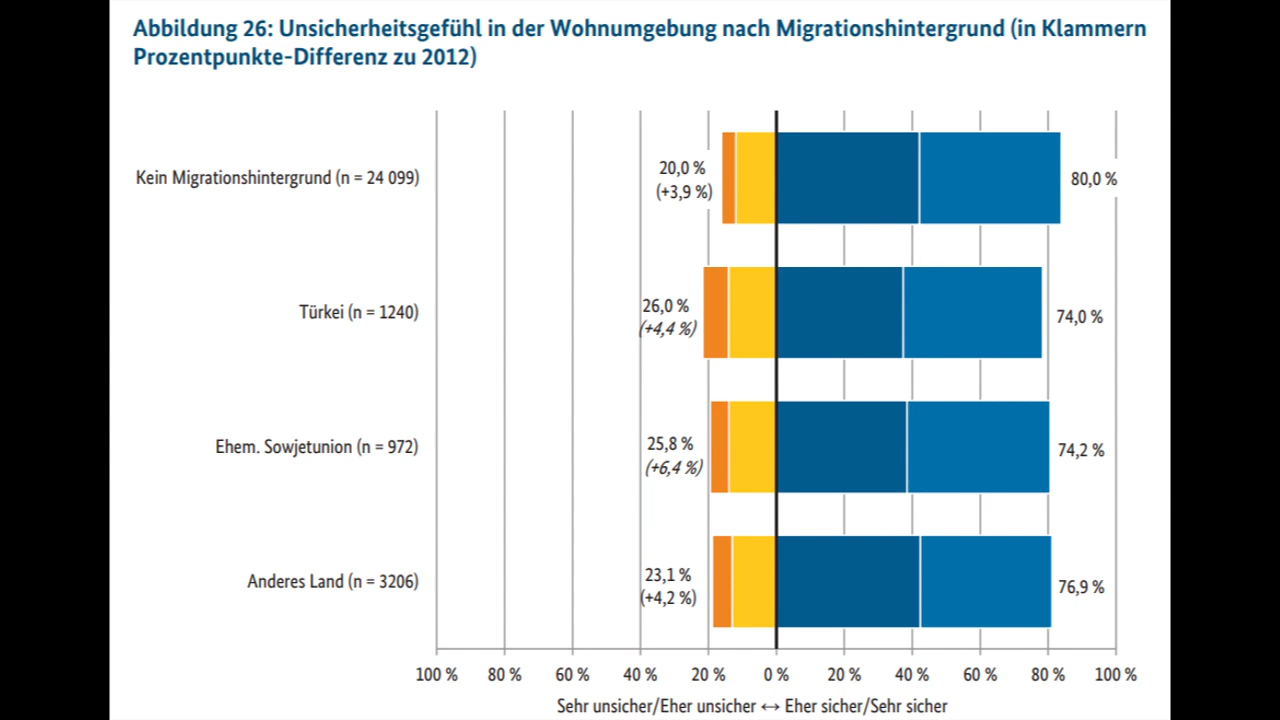 Abbildung 26: Unsicherheitsgefühl in der Wohnumgebung nach Migrationshintergrund (in Klammern
Prozentpunkte-Differenz zu 2012)
Kein Migrationshintergrund (n = 24 099)
20,0 %
(+3,9 %)
80,0 %
Türkei (n = 1240)
26,0 %
(+4,4 %)
74,0 %
Ehem. Sowjetunion (n = 972)
25,8 %
(+6,4 %)
74,2 %
Anderes Land (n = 3206)
23,1 %
(+4,2 %)
76,9 %
100 % 80 % 60 % 40 % 20 % 0 % 20 % 40 % 60 % 80 % 100 %
Sehr unsicher/Eher unsicher ↔ Eher sicher/Sehr sicher